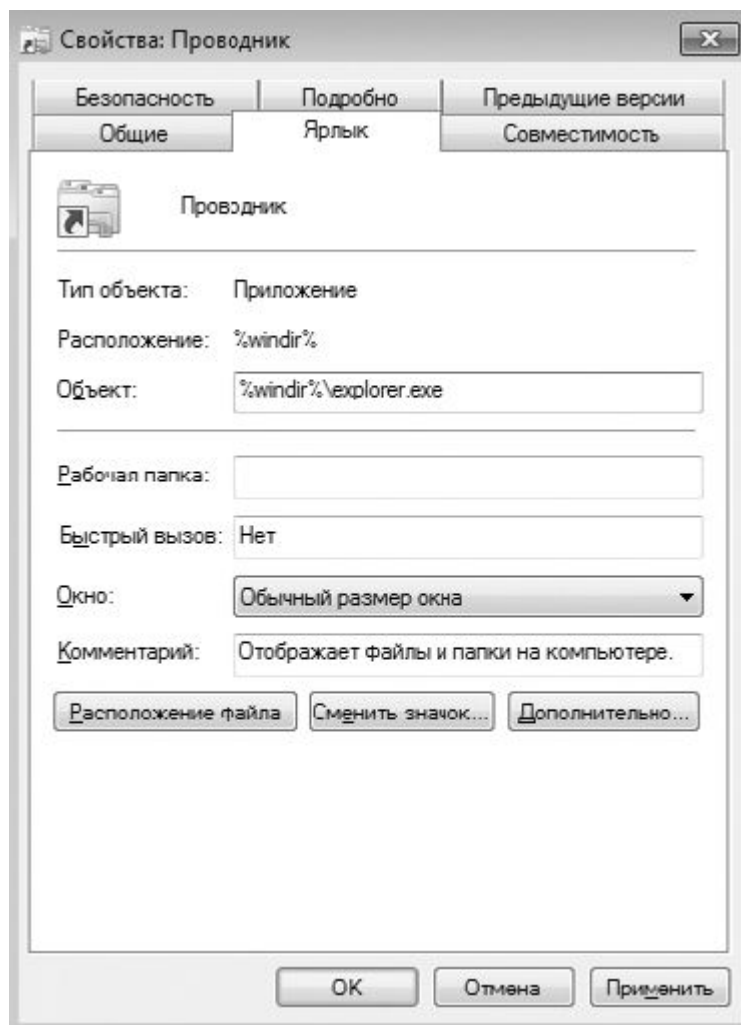 Свойства: Проводник
Безопасность Подробно Предыдущие версии
Общие Ярлык Совместимость
Проводник
Тип объекта: Приложение
Расположение: %windir%
Объект: %windir%\explorer.exe
Рабочая папка:
Быстрый вызов: Нет
Окно: Обычный размер окна
Комментарий: Отображает файлы и папки на компьютере.
Расположение файла Сменить значок... Дополнительно...
OK Отмена Применить